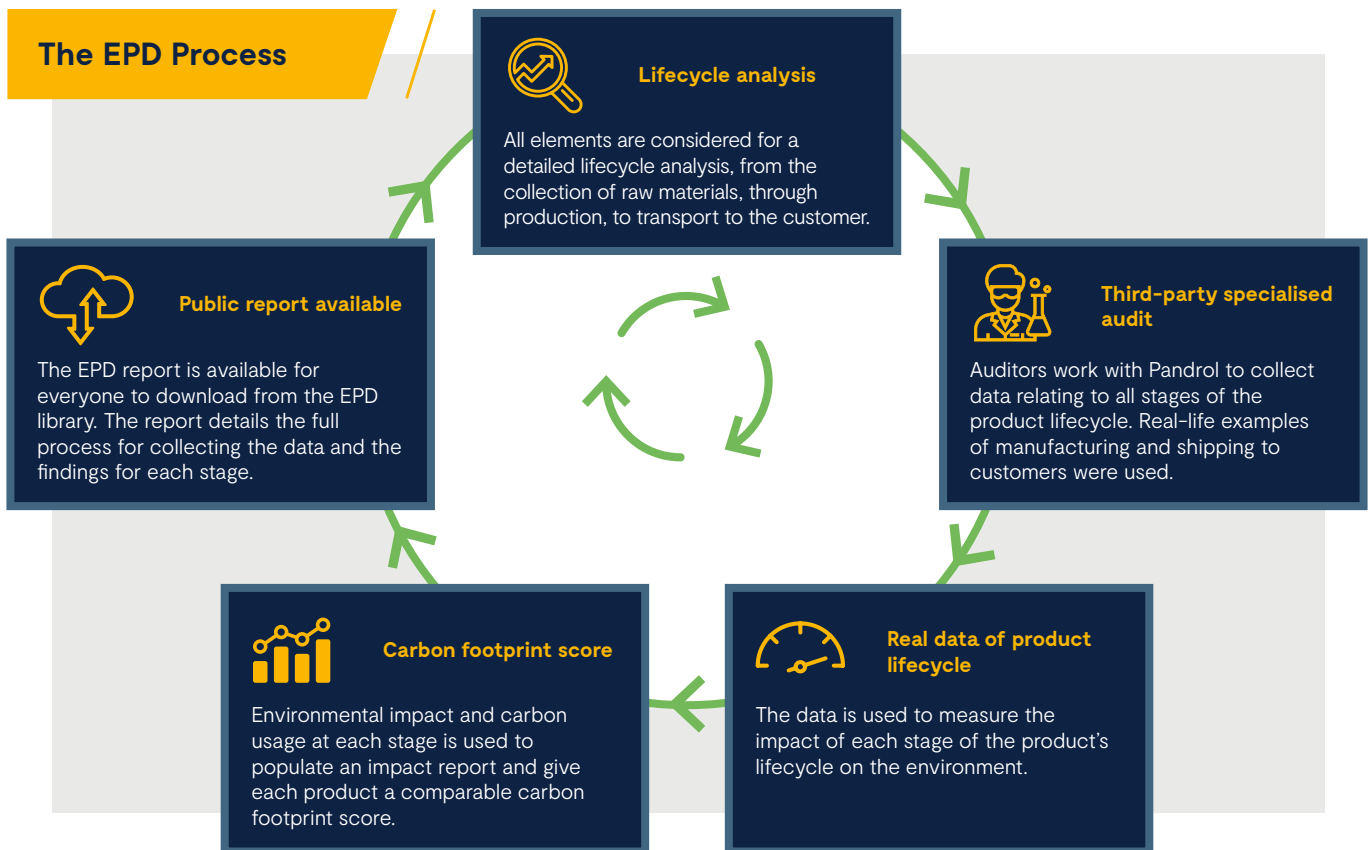 The EPD Process
Lifecycle analysis
All elements are considered for a
detailed lifecycle analysis, from the
collection of raw materials, through
production, to transport to the customer.
Third-party specialised
audit
Auditors work with Pandrol to collect
data relating to all stages of the
product lifecycle. Real-life examples
of manufacturing and shipping to
customers were used.
Real data of product
lifecycle
The data is used to measure the
impact of each stage of the product’s
lifecycle on the environment.
Carbon footprint score
Environmental impact and carbon
usage at each stage is used to
populate an impact report and give
each product a comparable carbon
footprint score.
Public report available
The EPD report is available for
everyone to download from the EPD
library. The report details the full
process for collecting the data and the
findings for each stage.